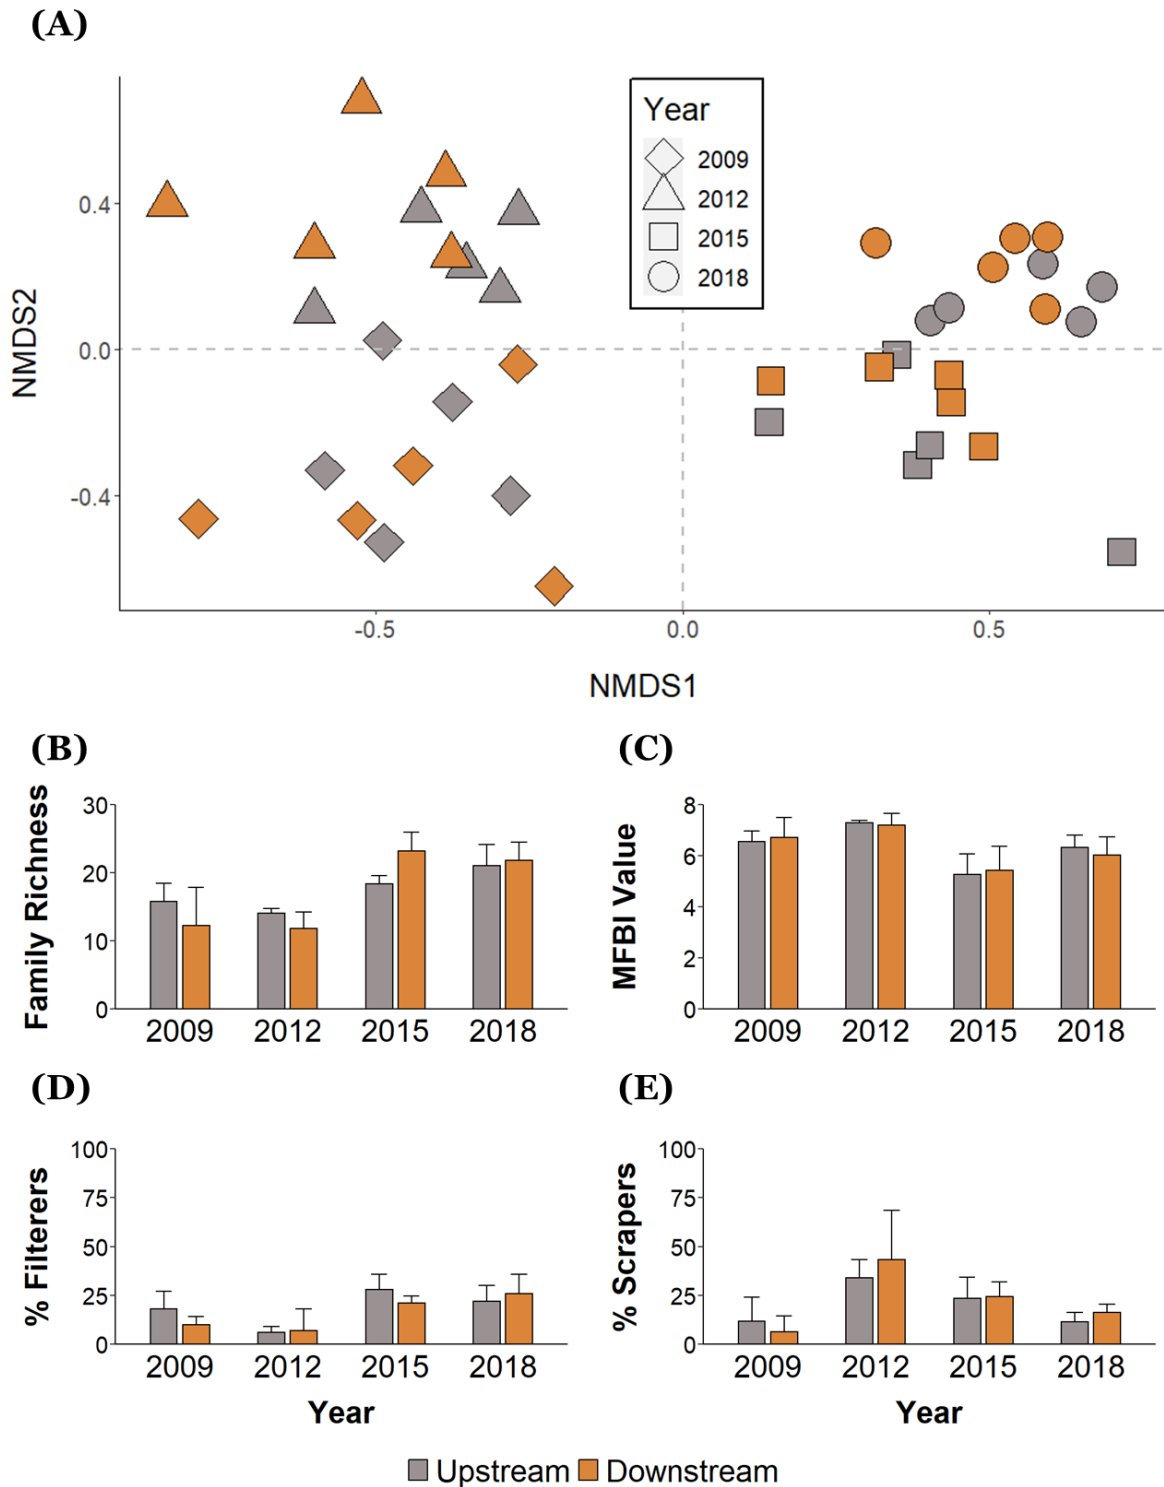 (A)
Year
2009
2012
2015
2018
NMDS2
0.4
0.0
-0.4
-0.5
0.0
0.5
NMDS1
(B)
Family Richness
30
20
10
0
2009
2012
2015
2018
(C)
MFBI Value
8
6
4
2
0
2009
2012
2015
2018
(D)
% Filterers
100
75
50
25
0
2009
2012
2015
2018
Year
(E)
% Scrapers
100
75
50
25
0
2009
2012
2015
2018
Year
Upstream
Downstream